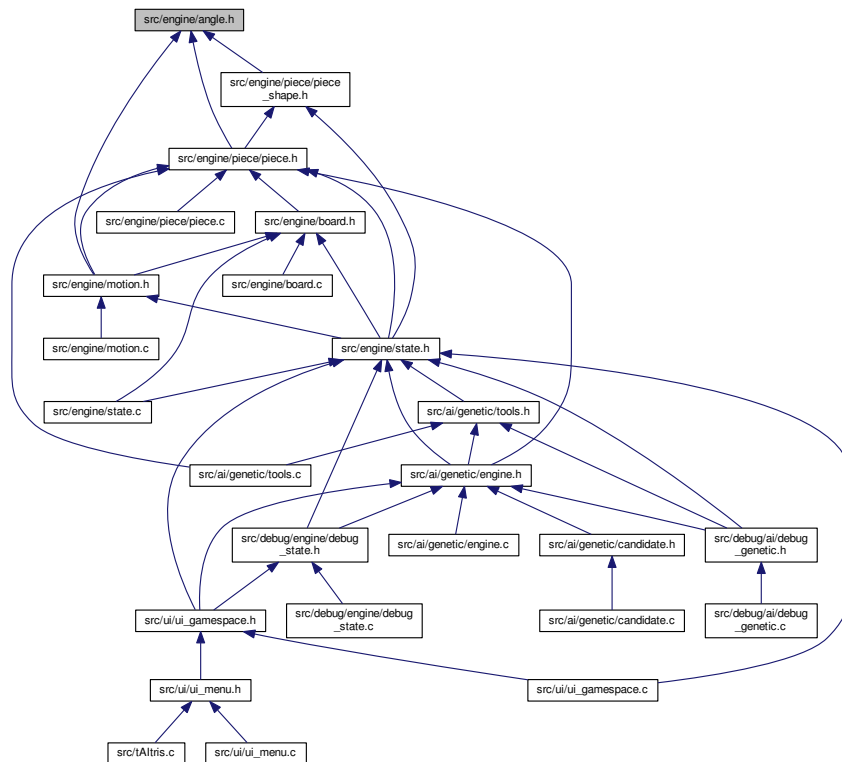 src/engine/angle.h
src/engine/piece/piece
_shape.h
src/engine/piece/piece.h
src/engine/piece/piece.c
src/engine/board.h
src/engine/motion.h
src/engine/board.c
src/engine/motion.c
src/engine/state.h
src/engine/state.c
src/ai/genetic/tools.h
src/ai/genetic/tools.c
src/ai/genetic/engine.h
src/debug/engine/debug
_state.h
src/ai/genetic/engine.c
src/ai/genetic/candidate.h
src/debug/ai/debug
_genetic.h
src/ui/ui_gamespace.h
src/debug/engine/debug
_state.c
src/ai/genetic/candidate.c
src/debug/ai/debug
_genetic.c
src/ui/ui_menu.h
src/ui/ui_gamespace.c
src/tAltris.c
src/ui/ui_menu.c